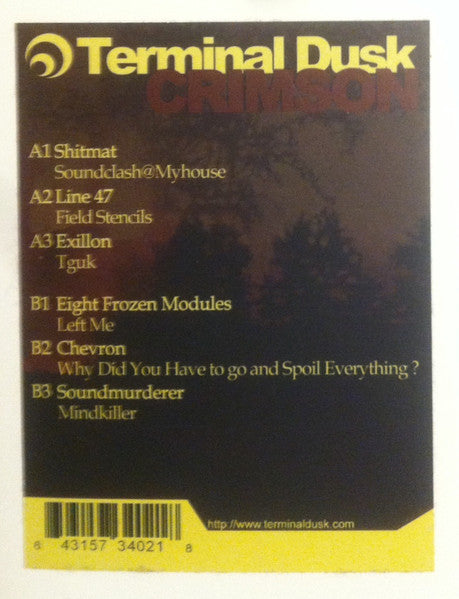 Terminal Dusk
CRIMSON
A1 Shitmat
Soundclash@Myhouse
A2 Line 47
Field Stencils
A3 Exillon
Tguk
B1 Eight Frozen Modules
Left Me
B2 Chevron
Why Did You Have to go and Spoil Everything ?
B3 Soundmurderer
Mindkiller
http://www.terminaldusk.com
8 43157 34021 8